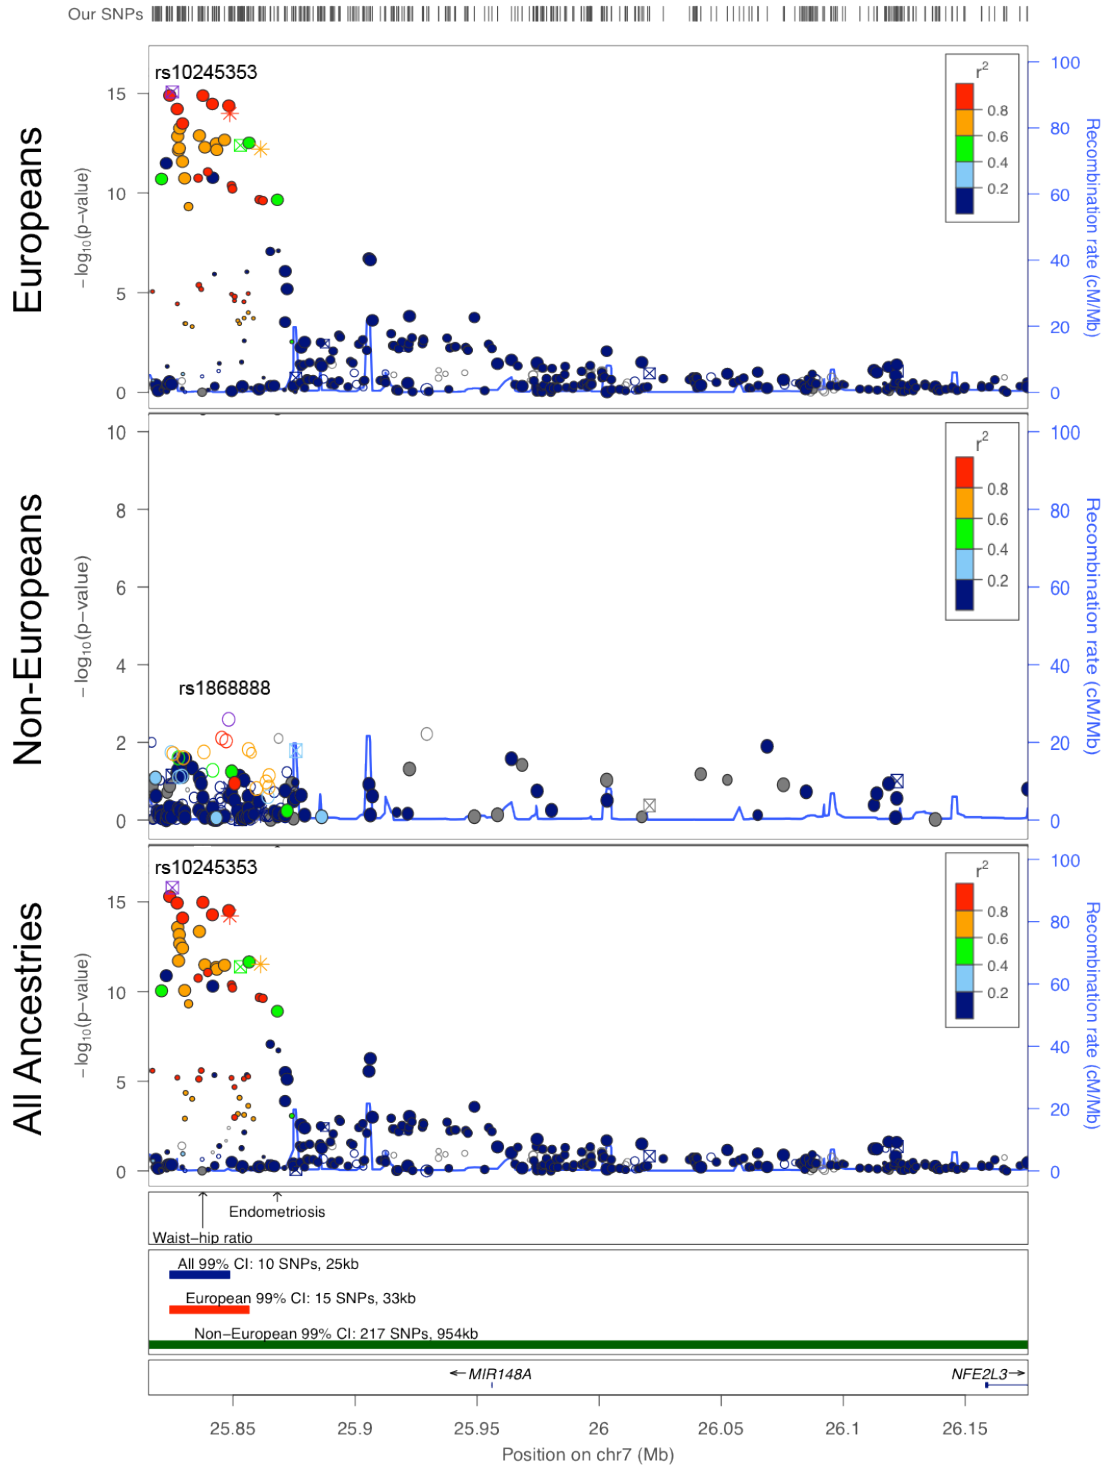 Our SNPs
Europeans
rs10245353
−log10(p−value)
15
10
5
0
r2
0.8
0.6
0.4
0.2
100
80
60
40
20
0
Recombination rate (cM/Mb)
Non-Europeans
rs1868888
−log10(p−value)
10
8
6
4
2
0
r2
0.8
0.6
0.4
0.2
100
80
60
40
20
0
Recombination rate (cM/Mb)
All Ancestries
rs10245353
−log10(p−value)
15
10
5
0
r2
0.8
0.6
0.4
0.2
100
80
60
40
20
0
Recombination rate (cM/Mb)
Endometriosis
Waist−hip ratio
All 99% CI: 10 SNPs, 25kb
European 99% CI: 15 SNPs, 33kb
Non−European 99% CI: 217 SNPs, 954kb
←MIR148A
NFE2L3→
25.85 25.9 25.95 26 26.05 26.1 26.15
Position on chr7 (Mb)